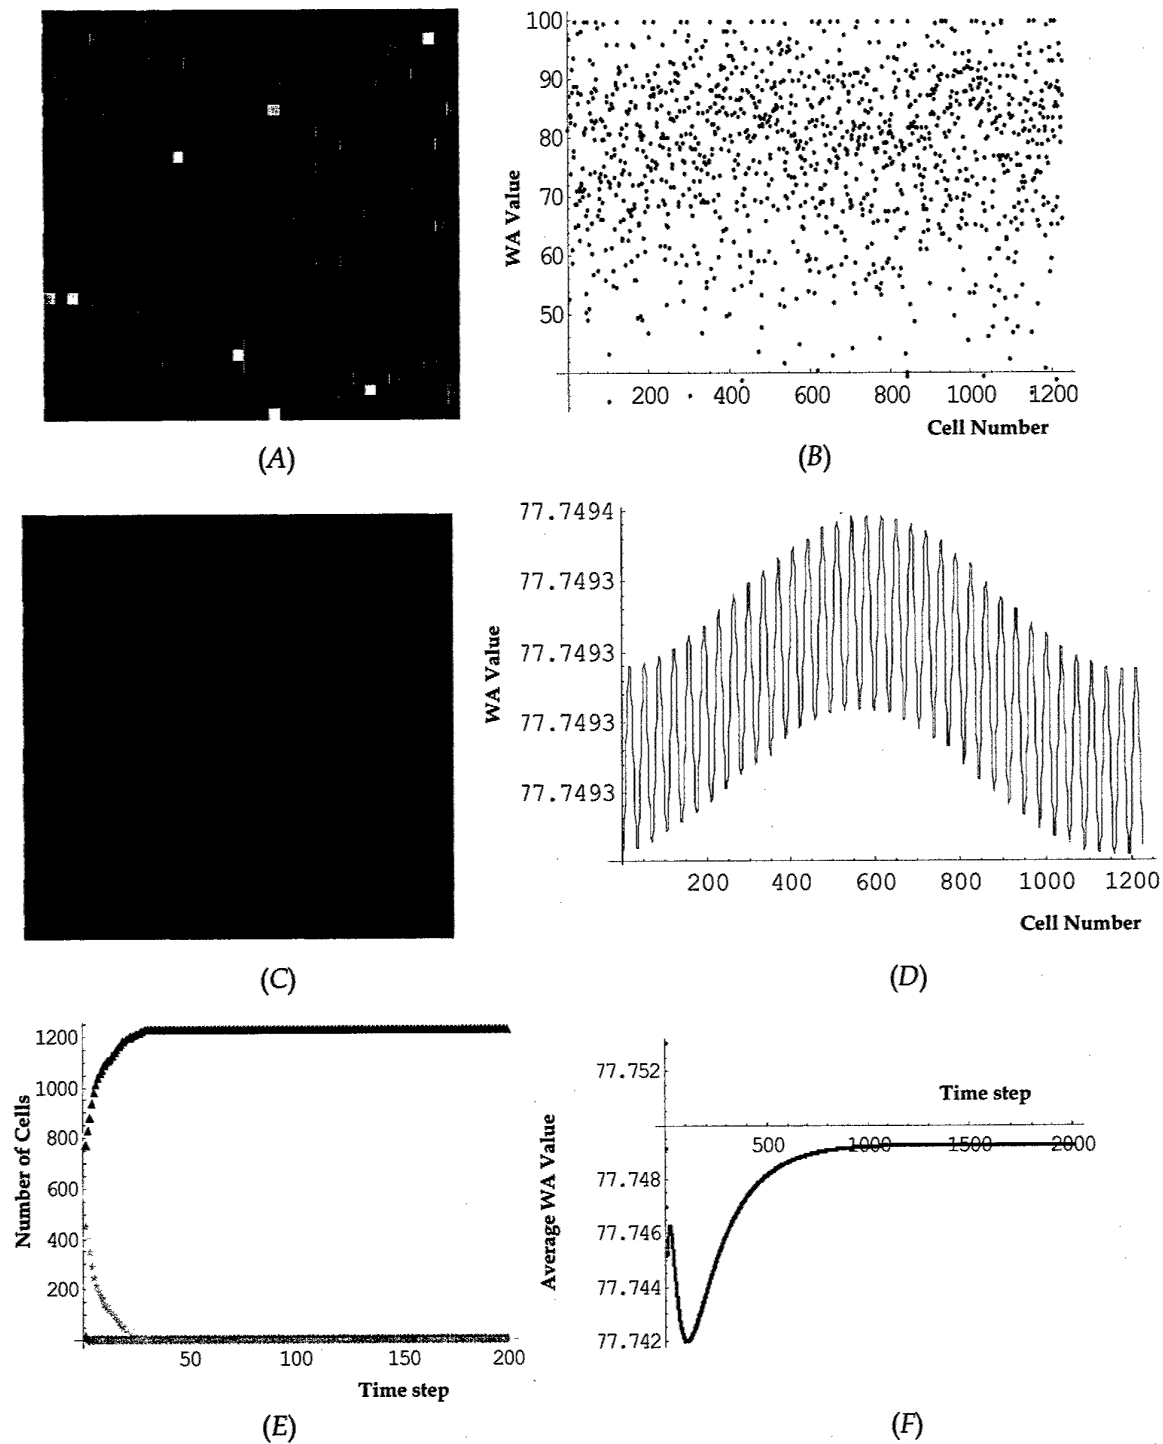 100
90
80
70
60
50
WA Value
200 400 600 800 1000 1200
Cell Number
(A)
(B)
77.7494
77.7493
77.7493
77.7493
77.7493
WA Value
200 400 600 800 1000 1200
Cell Number
(C)
(D)
1200
1000
800
600
400
200
Number of Cells
50 100 150 200
Time step
(E)
77.752
77.748
77.746
77.744
77.742
Average WA Value
Time step
500 1000 1500 2000
(F)